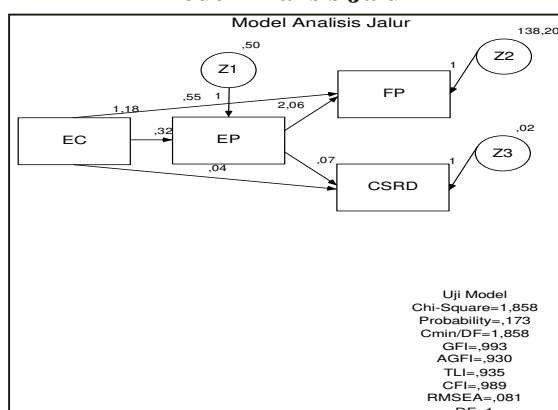 Model Analisis Jalur
,50
138,20
Z1
Z2
1
1
,55
2,06
FP
1,18
EC
,32
EP
,02
,04
,07
1
Z3
CSRD
Uji Model
Chi-Square=1,858
Probability=,173
Cmin/DF=1,858
GFI=,993
AGFI=,930
TLI=,935
CFI=,989
RMSEA=,081